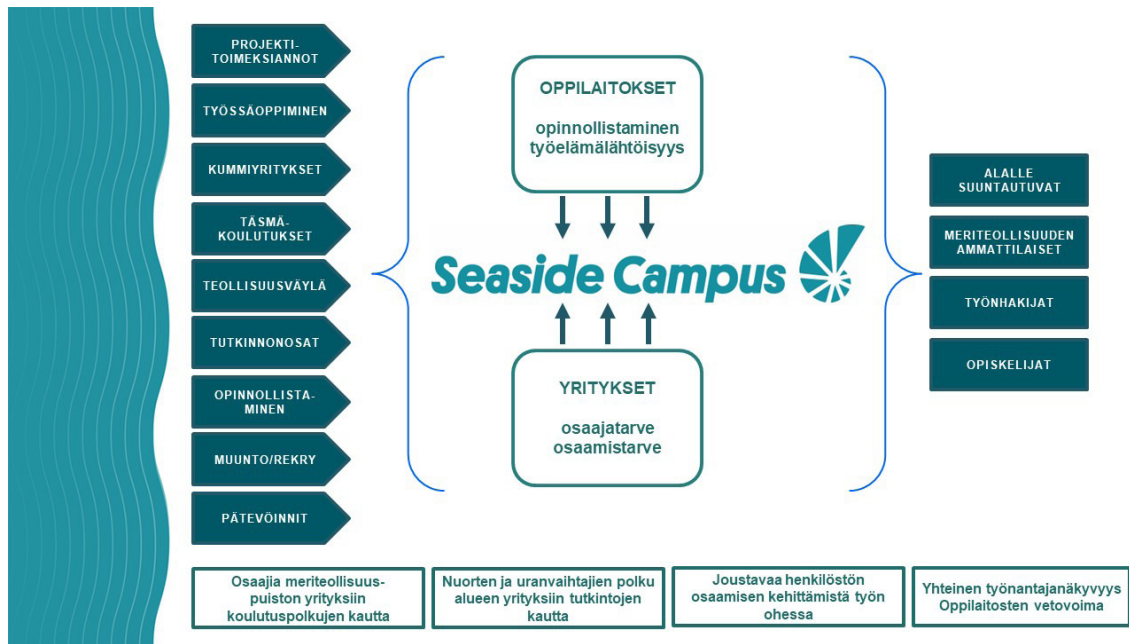 PROJEKTI-
TOIMEKSIANNOT
TYÖSSÄOPPIMINEN
KUMMIYRITYKSET
TÄSMÄ-
KOULUTUKSET
TEOLLISUUSVÄYLÄ
TUTKINNONOSAT
OPINNOLLISTA-
MINEN
MUUNTO/REKRY
PÄTEVÖINNIT
OPPILAITOKSET
opinnollistaminen
työelämälähtöisyys
Seaside Campus
YRITYKSET
osaajatarve
osaamistarve
ALALLE
SUUNTAUTUVAT
MERITEOLLISUUDEN
AMMATTILAISET
TYÖNHAKIJAT
OPISKELIJAT
Osaajia meriteollisuus-
puiston yrityksiin
koulutuspolkujen kautta
Nuorten ja uranvaihtajien polku
alueen yrityksiin tutkintojen
kautta
Joustavaa henkilöstön
osaamisen kehittämistä työn
ohessa
Yhteinen työnantajanäkyvyys
Oppilaitosten vetovoima